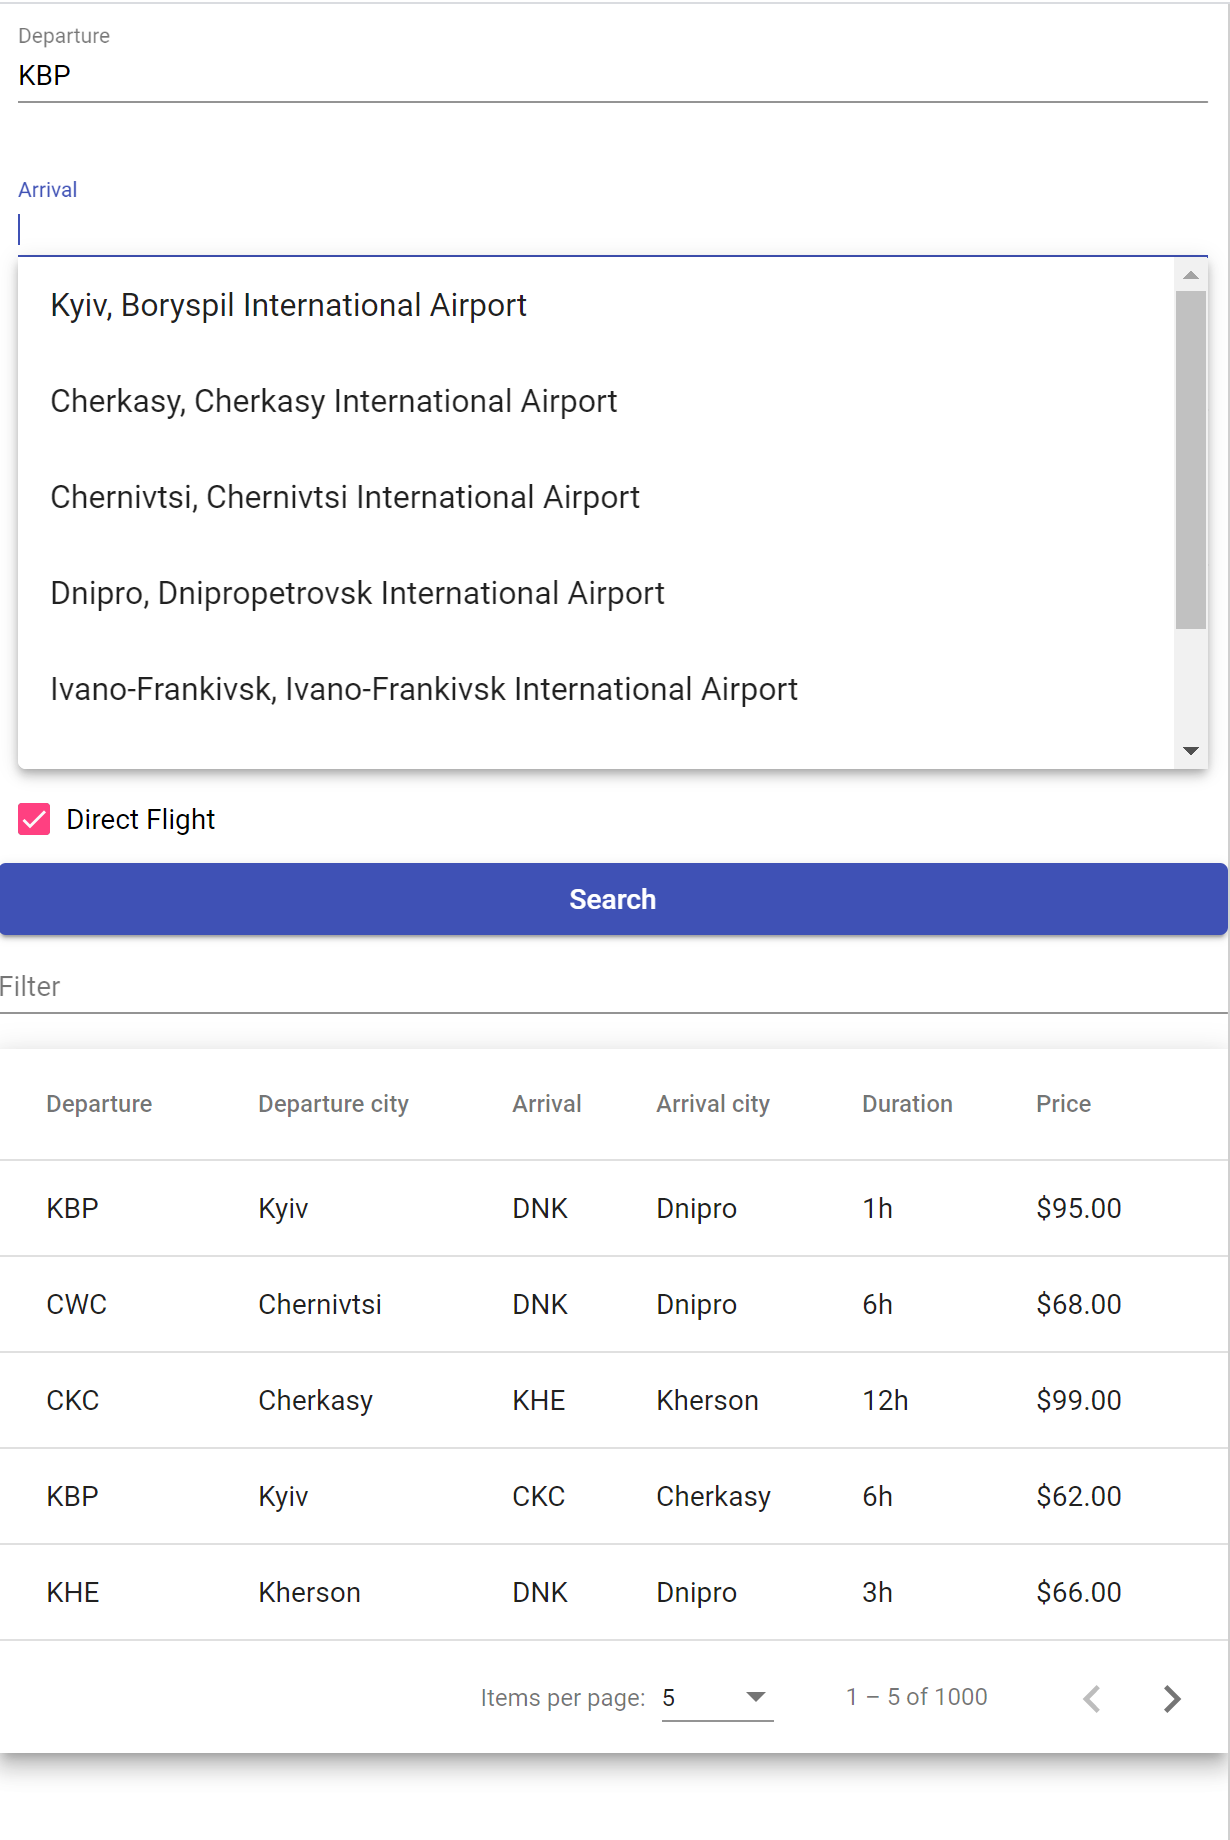 Departure
KBP
Arrival
Kyiv, Boryspil International Airport
Cherkasy, Cherkasy International Airport
Chernivtsi, Chernivtsi International Airport
Dnipro, Dnipropetrovsk International Airport
Ivano-Frankivsk, Ivano-Frankivsk International Airport
Direct Flight
Search
Filter
Departure Departure city Arrival Arrival city Duration Price
KBP Kyiv DNK Dnipro 1h $95.00
CWC Chernivtsi DNK Dnipro 6h $68.00
CKC Cherkasy KHE Kherson 12h $99.00
KBP Kyiv CKC Cherkasy 6h $62.00
KHE Kherson DNK Dnipro 3h $66.00
Items per page: 5 1 – 5 of 1000